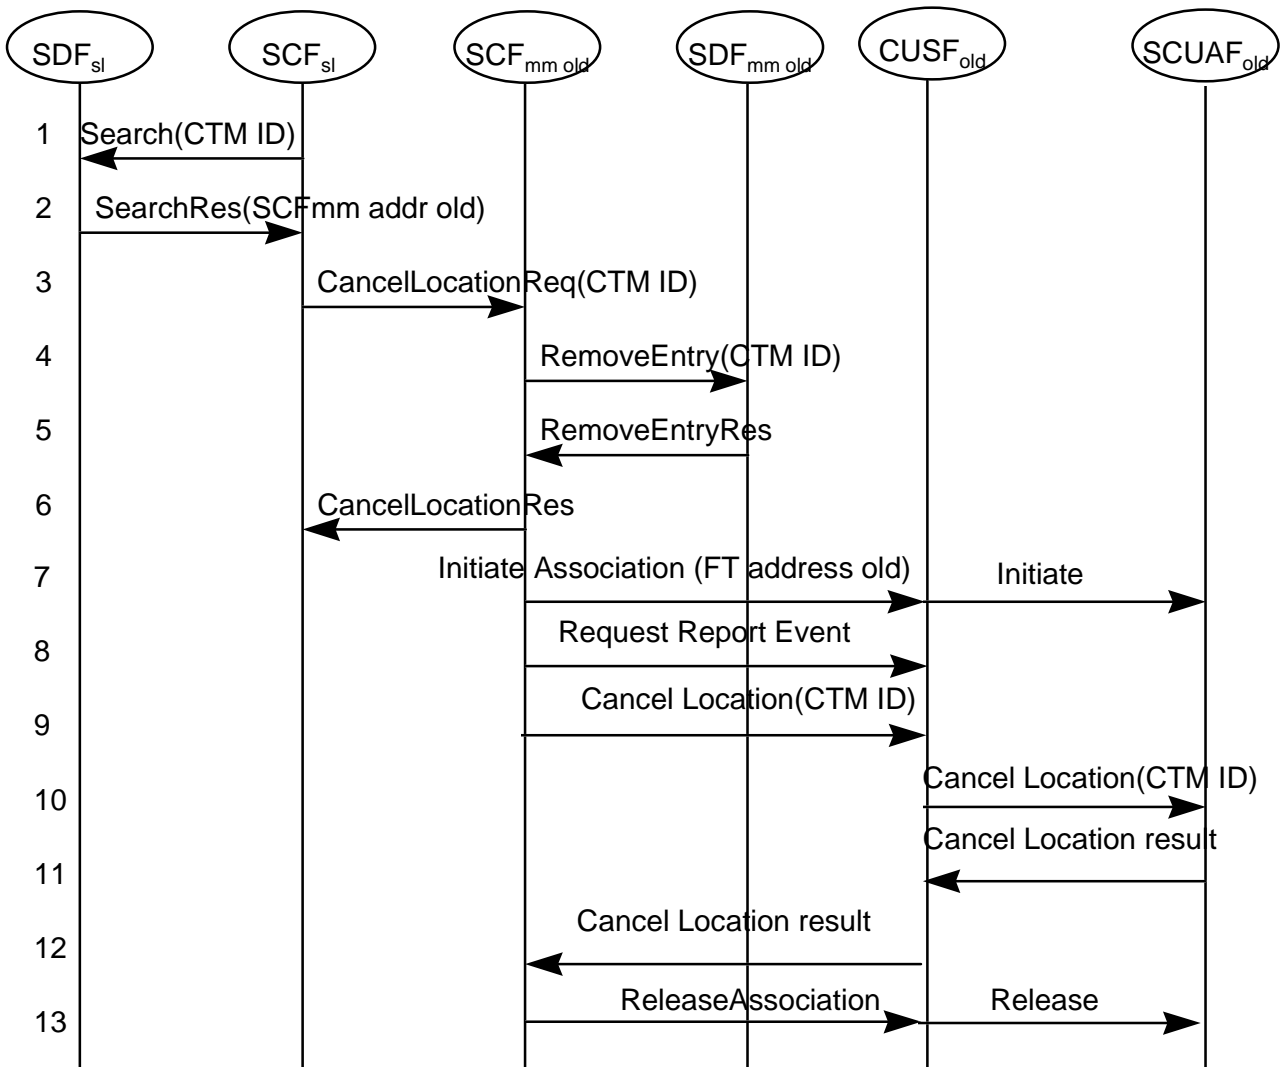 SDFsl SCFsl SCFmm old SDFmm old CUSFold SCUAFold
1 Search(CTM ID)
2 SearchRes(SCFmm addr old)
3 CancelLocationReq(CTM ID)
4 RemoveEntry(CTM ID)
5 RemoveEntryRes
6 CancelLocationRes
7 Initiate Association (FT address old) Initiate
8 Request Report Event
9 Cancel Location(CTM ID)
10 Cancel Location(CTM ID)
11 Cancel Location result
12 Cancel Location result
13 ReleaseAssociation Release